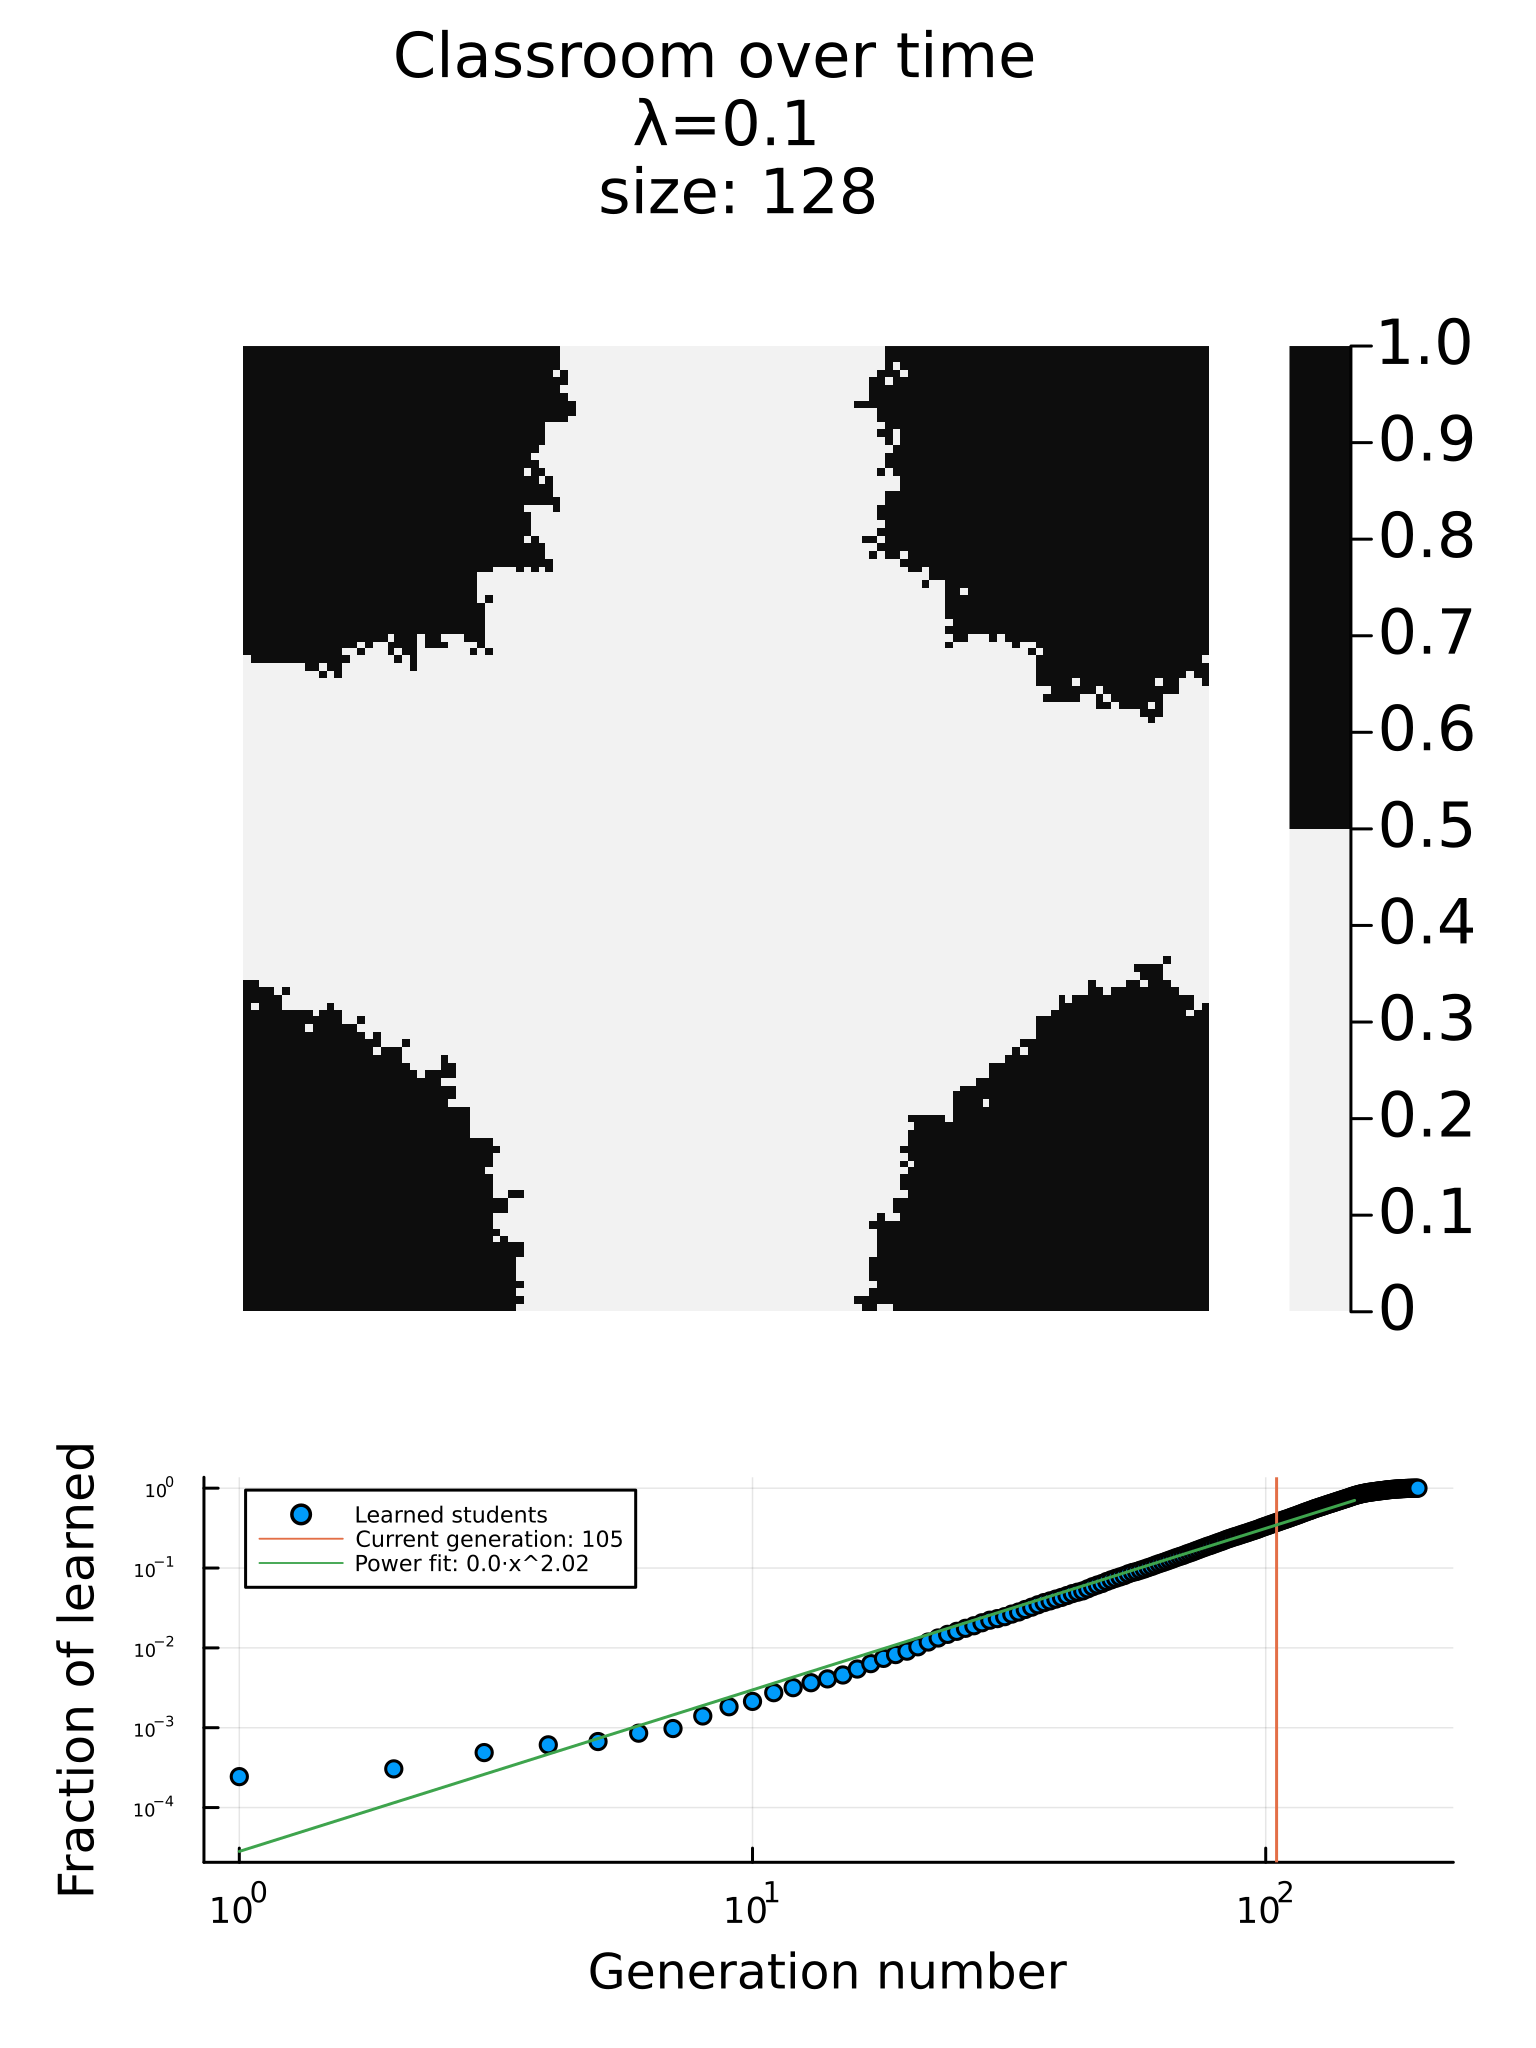 Classroom over time
λ=0.1
size: 128
1.0
0.9
0.8
0.7
0.6
0.5
0.4
0.3
0.2
0.1
0
Fraction of learned
10^0
10^-1
10^-2
10^-3
10^-4
Learned students
Current generation: 105
Power fit: 0.0·x^2.02
10^0 10^1 10^2
Generation number